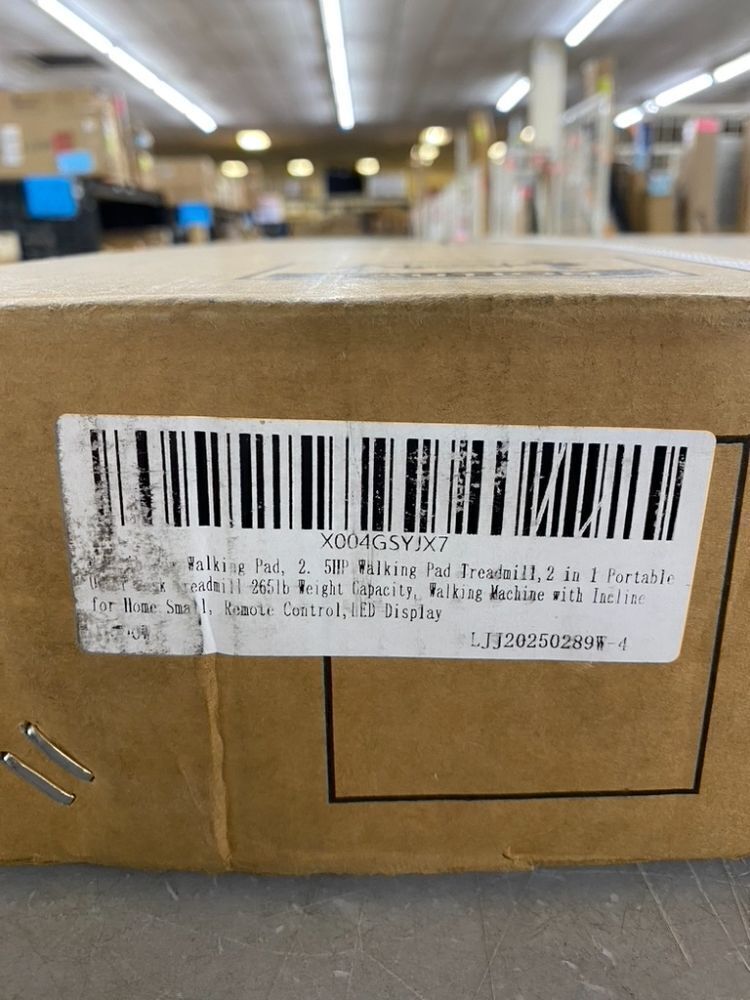 X004GSYJX7
Walking Pad, 2. 5HP Walking Pad Treadmill,2 in 1 Portable
Treadmill 265lb Weight Capacity, Walking Machine with Incline
for Home Small, Remote Control,LED Display
LJJ20250289W-4